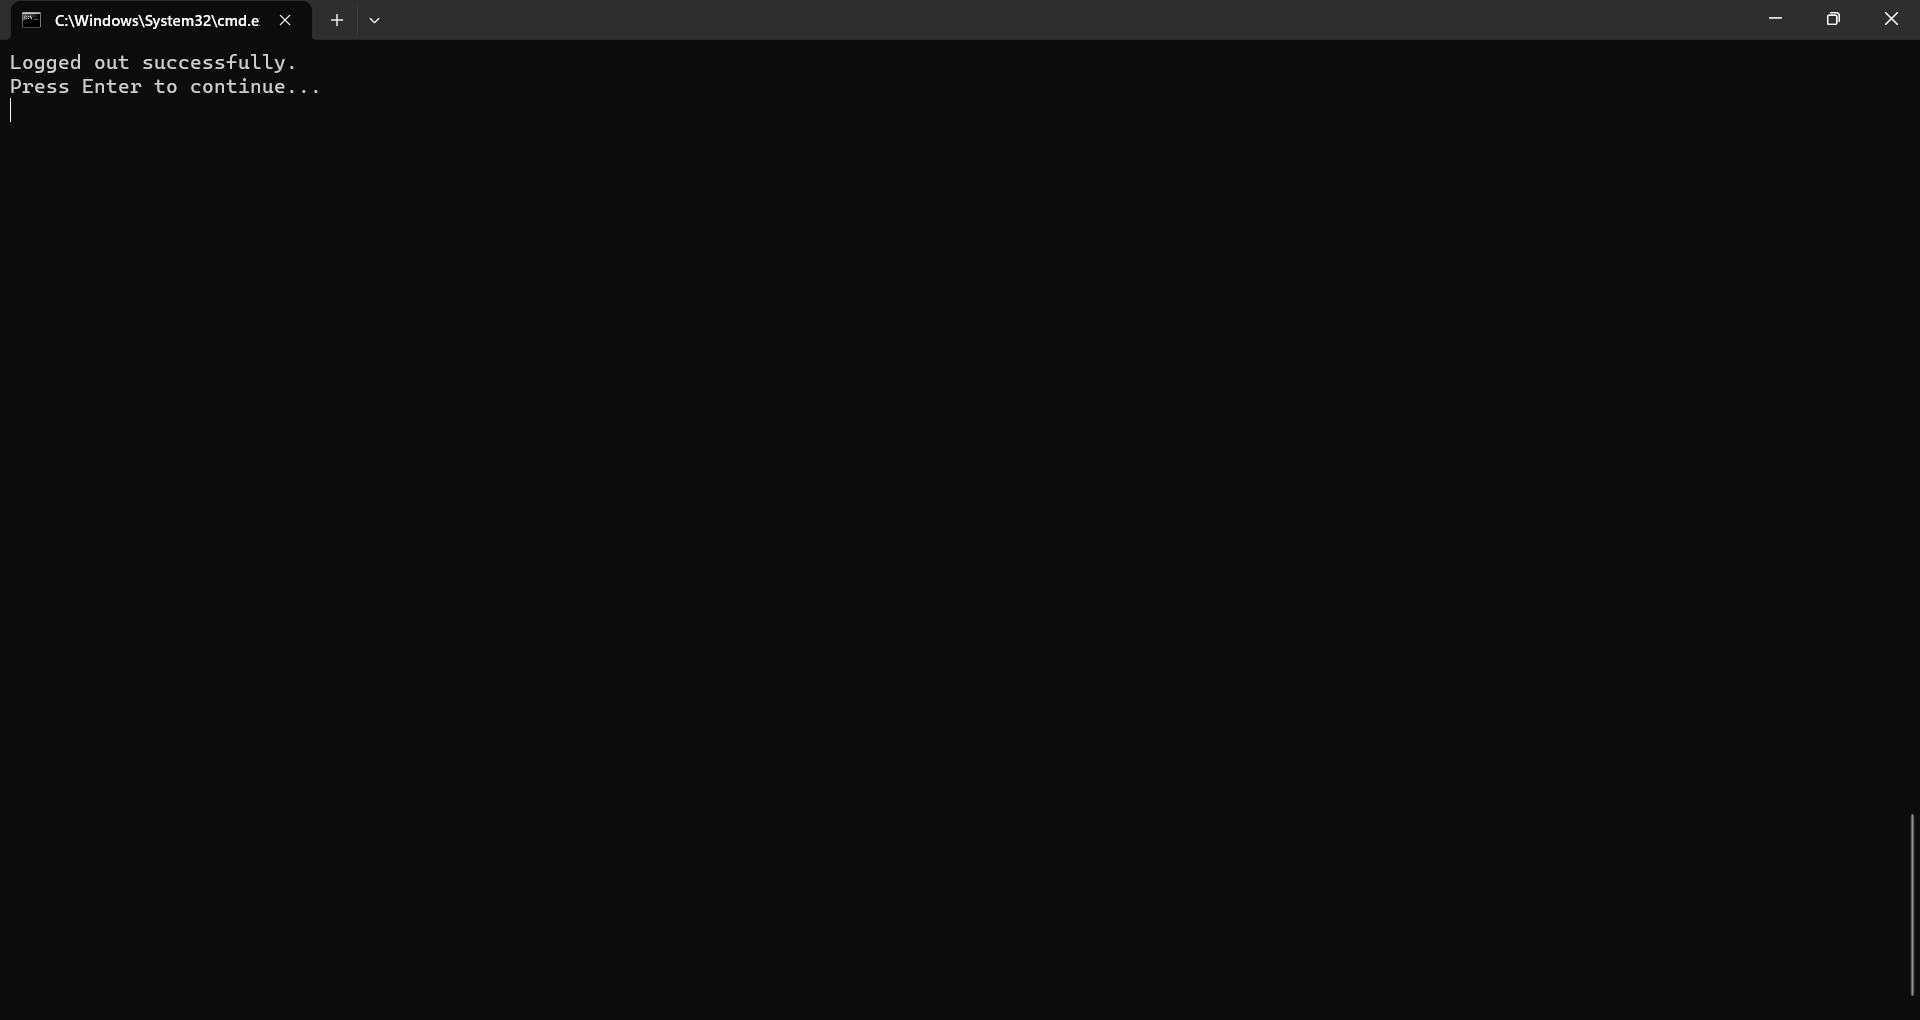 C:\Windows\System32\cmd.e
Logged out successfully.
Press Enter to continue...